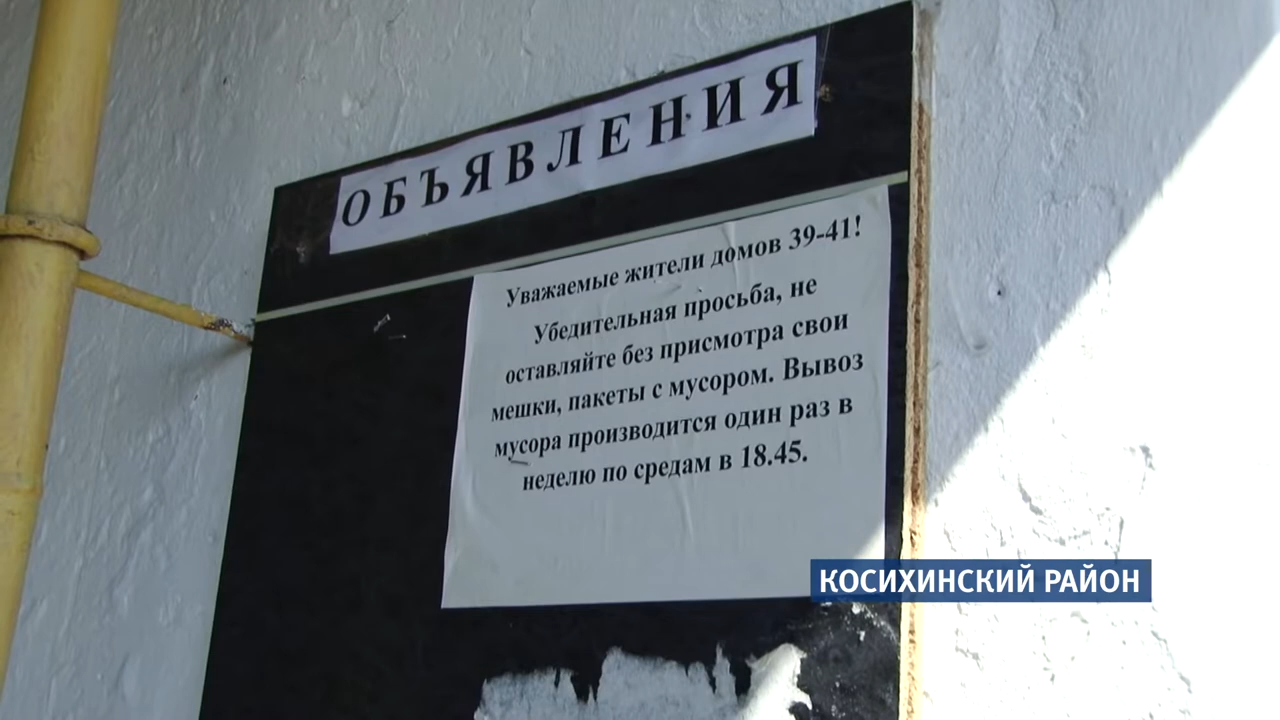 ОБЪЯВЛЕНИЯ
Уважаемые жители домов 39-41!
Убедительная просьба, не
оставляйте без присмотра свои
мешки, пакеты с мусором. Вывоз
мусора производится один раз в
неделю по средам в 18.45.
КОСИХИНСКИЙ РАЙОН